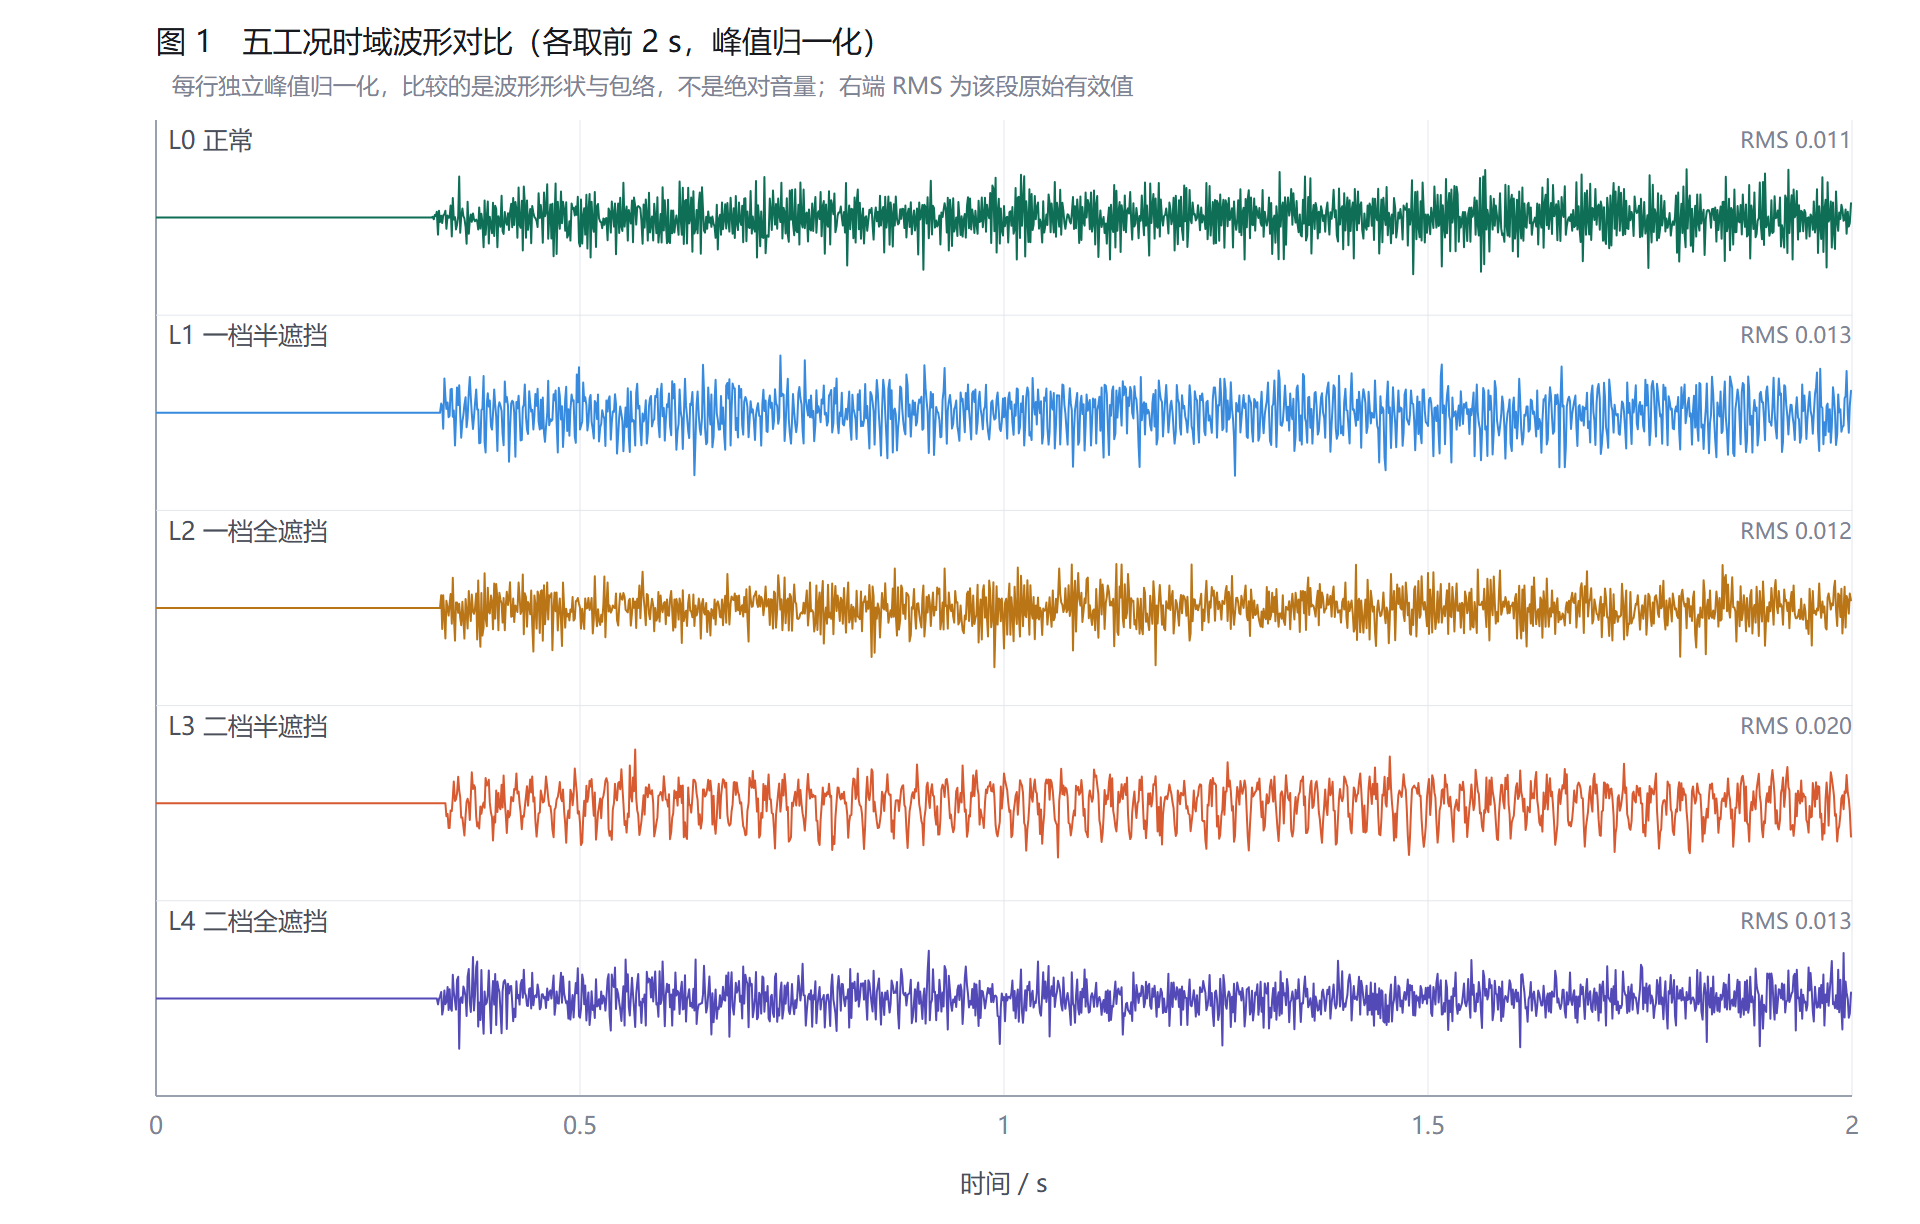 图 1　五工况时域波形对比（各取前 2 s，峰值归一化）
每行独立峰值归一化，比较的是波形形状与包络，不是绝对音量；右端 RMS 为该段原始有效值
L0 正常
RMS 0.011
L1 一档半遮挡
RMS 0.013
L2 一档全遮挡
RMS 0.012
L3 二档半遮挡
RMS 0.020
L4 二档全遮挡
RMS 0.013
0
0.5
1
1.5
2
时间 / s